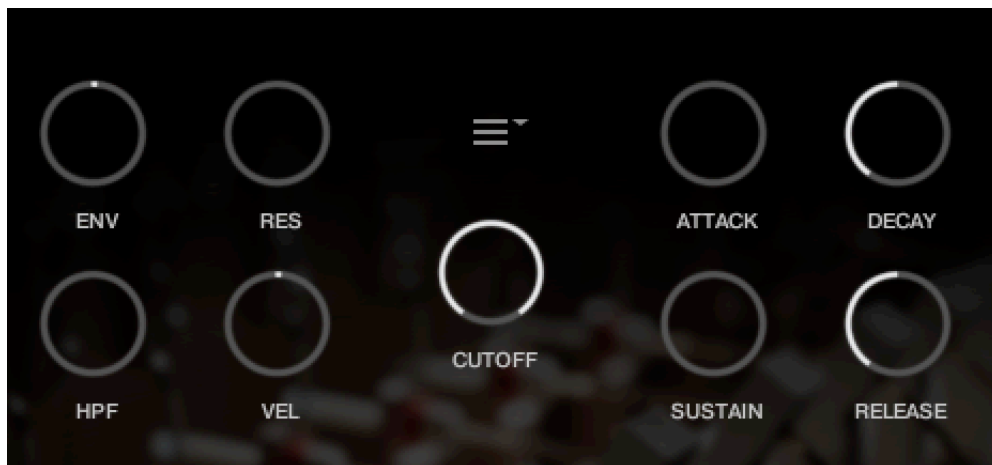 ENV
RES
ATTACK
DECAY
CUTOFF
HPF
VEL
SUSTAIN
RELEASE